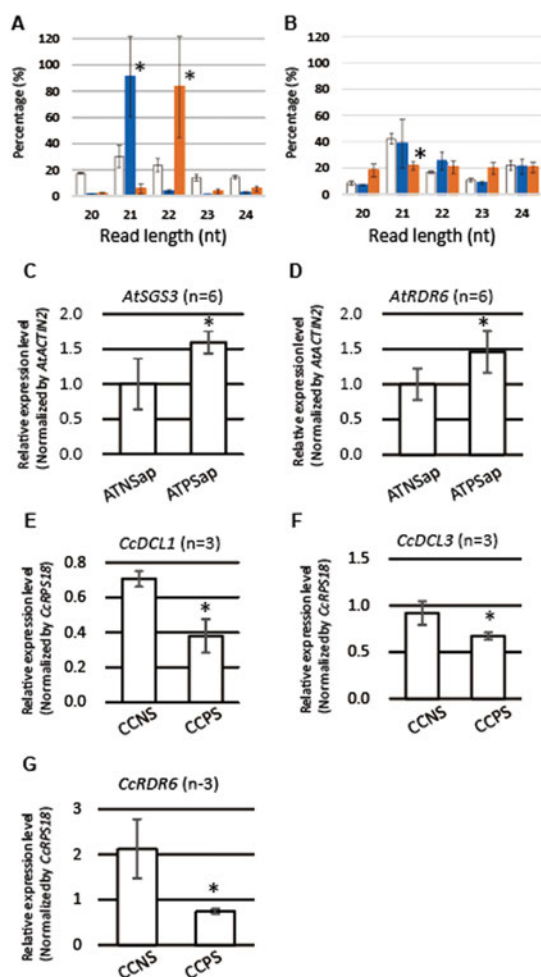 A B
Percentage (%)
120
100
80
60
40
20
0
* *
20 21 22 23 24
Read length (nt)
Percentage (%)
120
100
80
60
40
20
0
*
20 21 22 23 24
Read length (nt)
C
AtSGS3 (n=6)
Relative expression level
(Normalized by AtACTIN2)
2.0
1.5
1.0
0.5
0.0
*
ATNSap ATPSap
D
AtRDR6 (n=6)
Relative expression level
(Normalized by AtACTIN2)
2.0
1.5
1.0
0.5
0.0
*
ATNSap ATPSap
E
CcDCL1 (n=3)
Relative expression level
(Normalized by CcRPS18)
0.8
0.6
0.4
0.2
0.0
*
CCNS CCPS
F
CcDCL3 (n=3)
Relative expression level
(Normalized by CcRPS18)
1.5
1.0
0.5
0.0
*
CCNS CCPS
G
CcRDR6 (n-3)
Relative expression level
(Normalized by CcRPS18)
3
2
1
0
*
CCNS CCPS